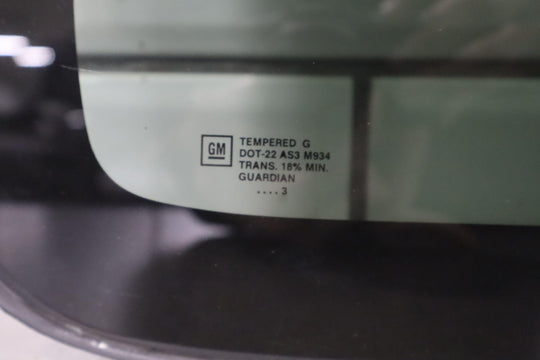 GM
TEMPERED G
DOT-22 AS3 M934
TRANS. 18% MIN.
GUARDIAN
....3